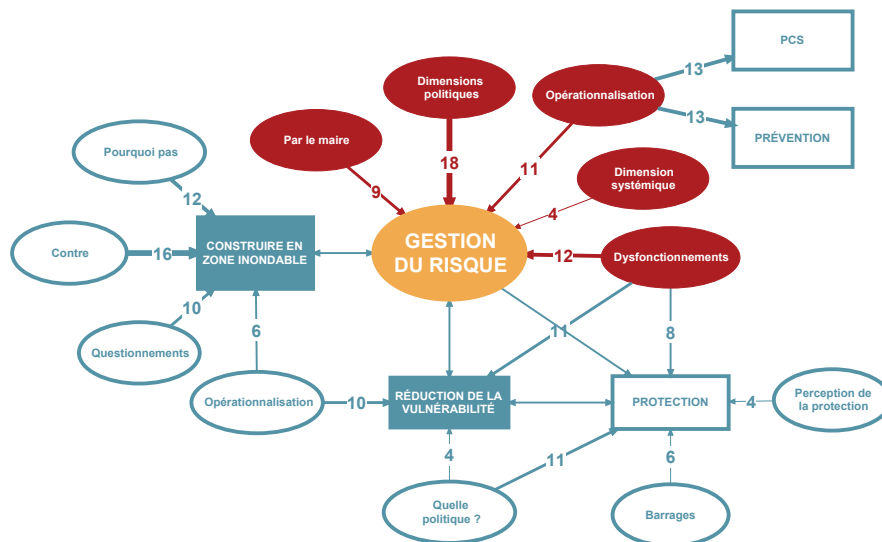 PCS
13
Dimensions
politiques
Opérationnalisation
13
Par le maire
PRÉVENTION
Pourquoi pas
18
11
Dimension
systémique
9
12
4
GESTION
DU RISQUE
CONSTRUIRE EN
ZONE INONDABLE
Contre
16
12
Dysfonctionnements
10
6
11
8
Questionnements
Opérationnalisation
10
RÉDUCTION DE LA
VULNÉRABILITÉ
PROTECTION
4
Perception de
la protection
4
11
6
Quelle
politique ?
Barrages